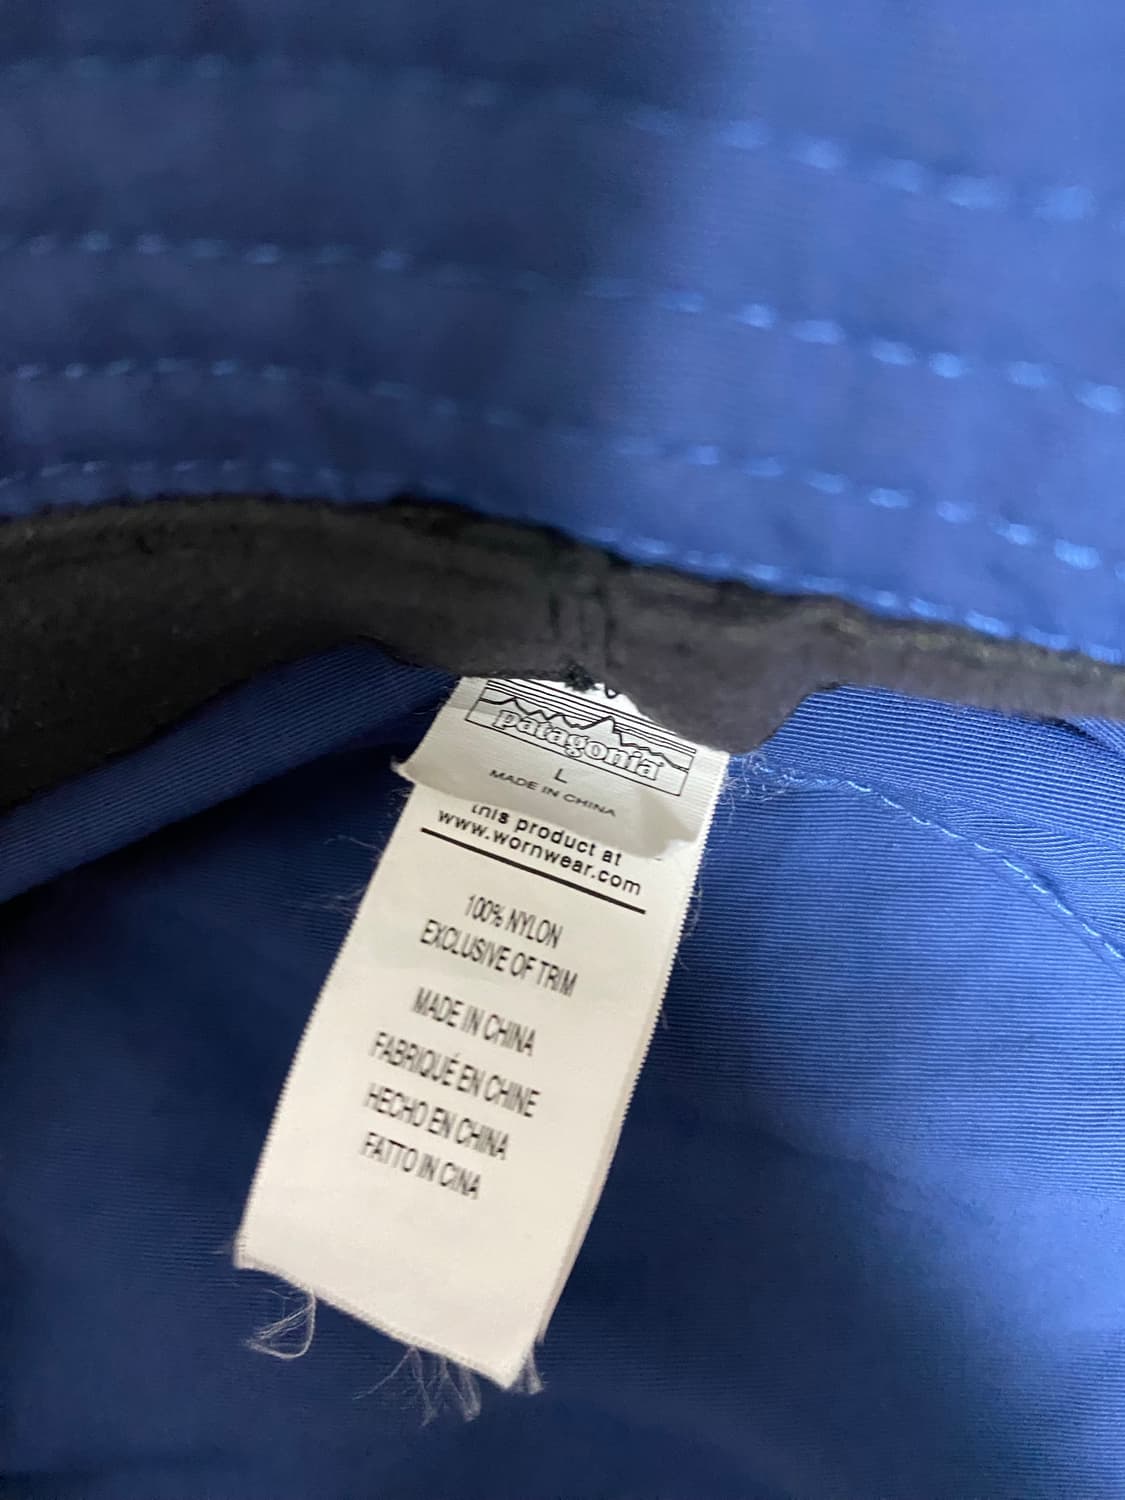 patagonia
L
MADE IN CHINA
this product at
www.wornwear.com
100% NYLON
EXCLUSIVE OF TRIM
MADE IN CHINA
FABRIQUÉ EN CHINE
HECHO EN CHINA
FATTO IN CINA